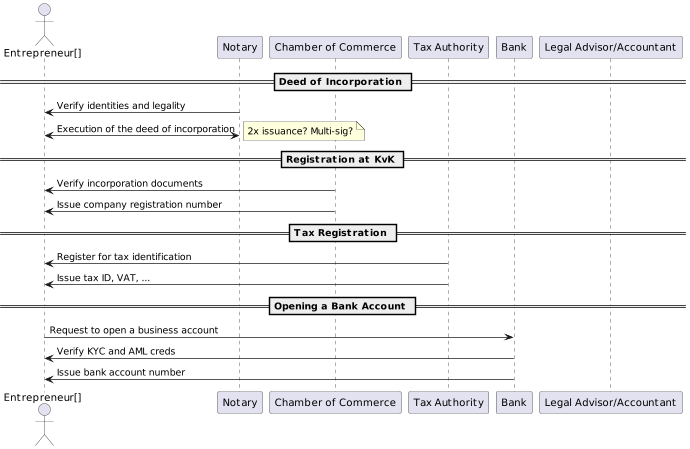 Entrepreneur[]
Notary
Chamber of Commerce
Tax Authority
Bank
Legal Advisor/Accountant
Deed of Incorporation
Verify identities and legality
Execution of the deed of incorporation
2x issuance? Multi-sig?
Registration at KvK
Verify incorporation documents
Issue company registration number
Tax Registration
Register for tax identification
Issue tax ID, VAT, ...
Opening a Bank Account
Request to open a business account
Verify KYC and AML creds
Issue bank account number
Entrepreneur[]
Notary
Chamber of Commerce
Tax Authority
Bank
Legal Advisor/Accountant